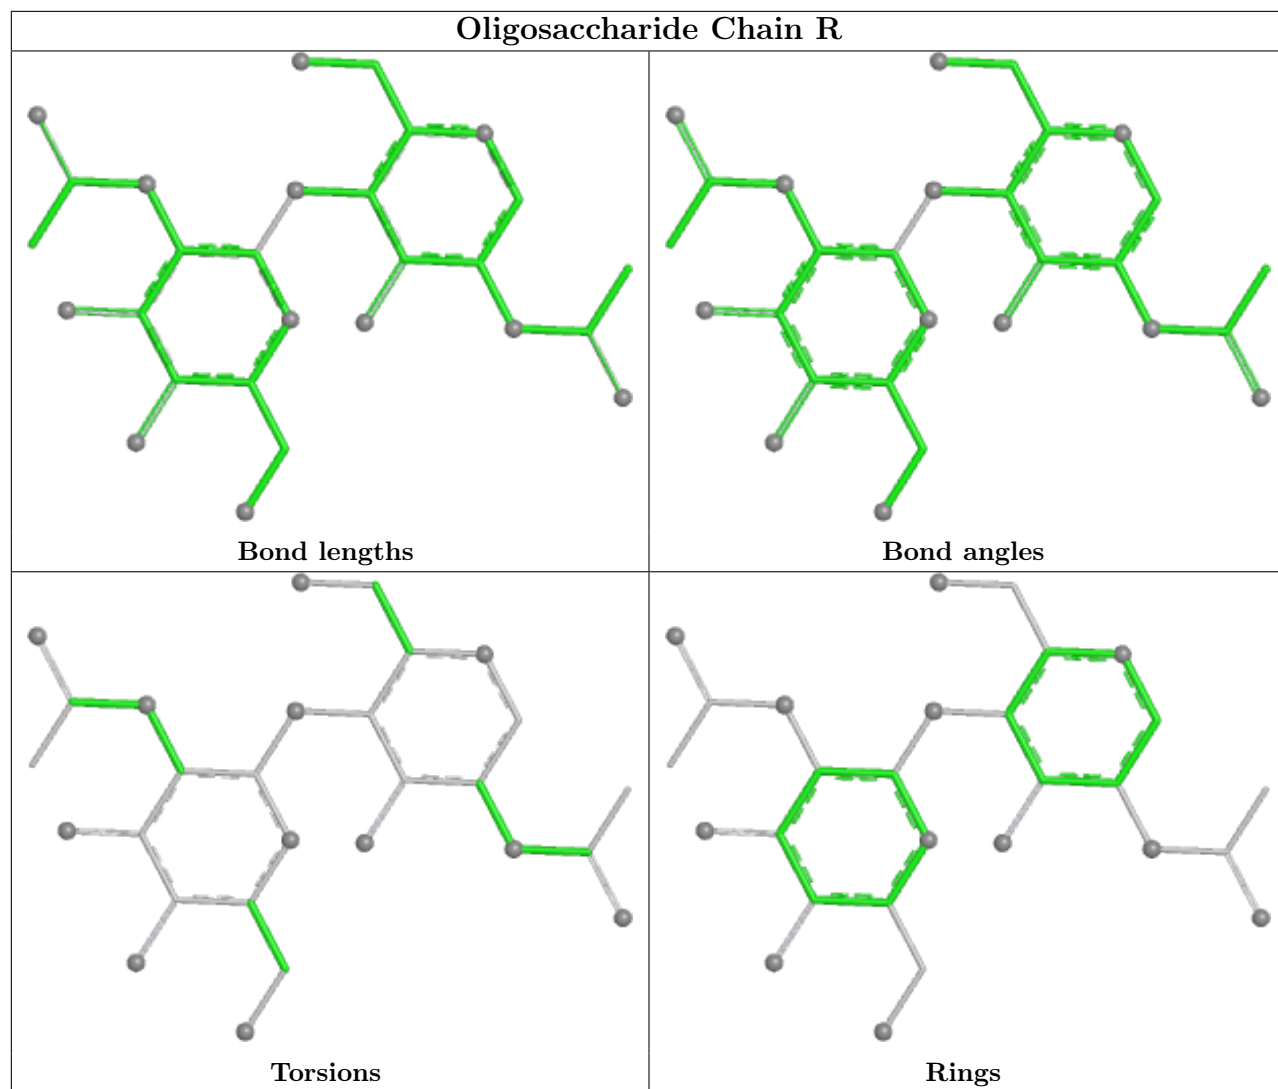 Oligosaccharide Chain R
Bond lengths
Bond angles
Torsions
Rings